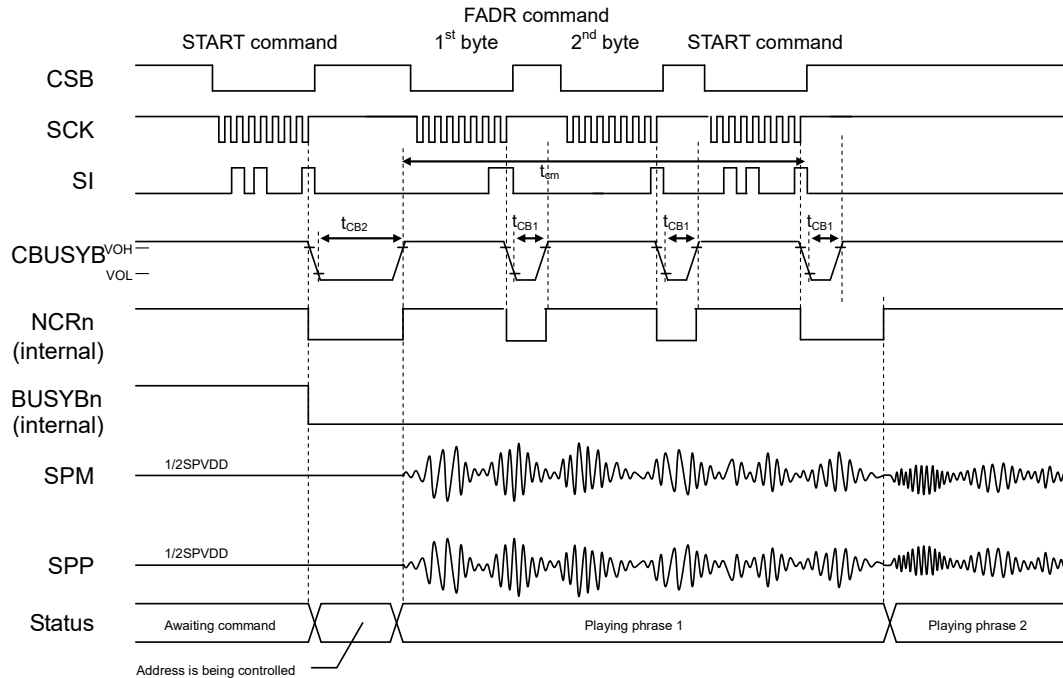 FADR command
START command 1st byte 2nd byte START command
CSB
SCK
SI
tcm
tCB2 tCB1 tCB1 tCB1
CBUSYB
VOH
VOL
NCRn
(internal)
BUSYBn
(internal)
1/2SPVDD
SPM
1/2SPVDD
SPP
Status Awaiting command Playing phrase 1 Playing phrase 2
Address is being controlled